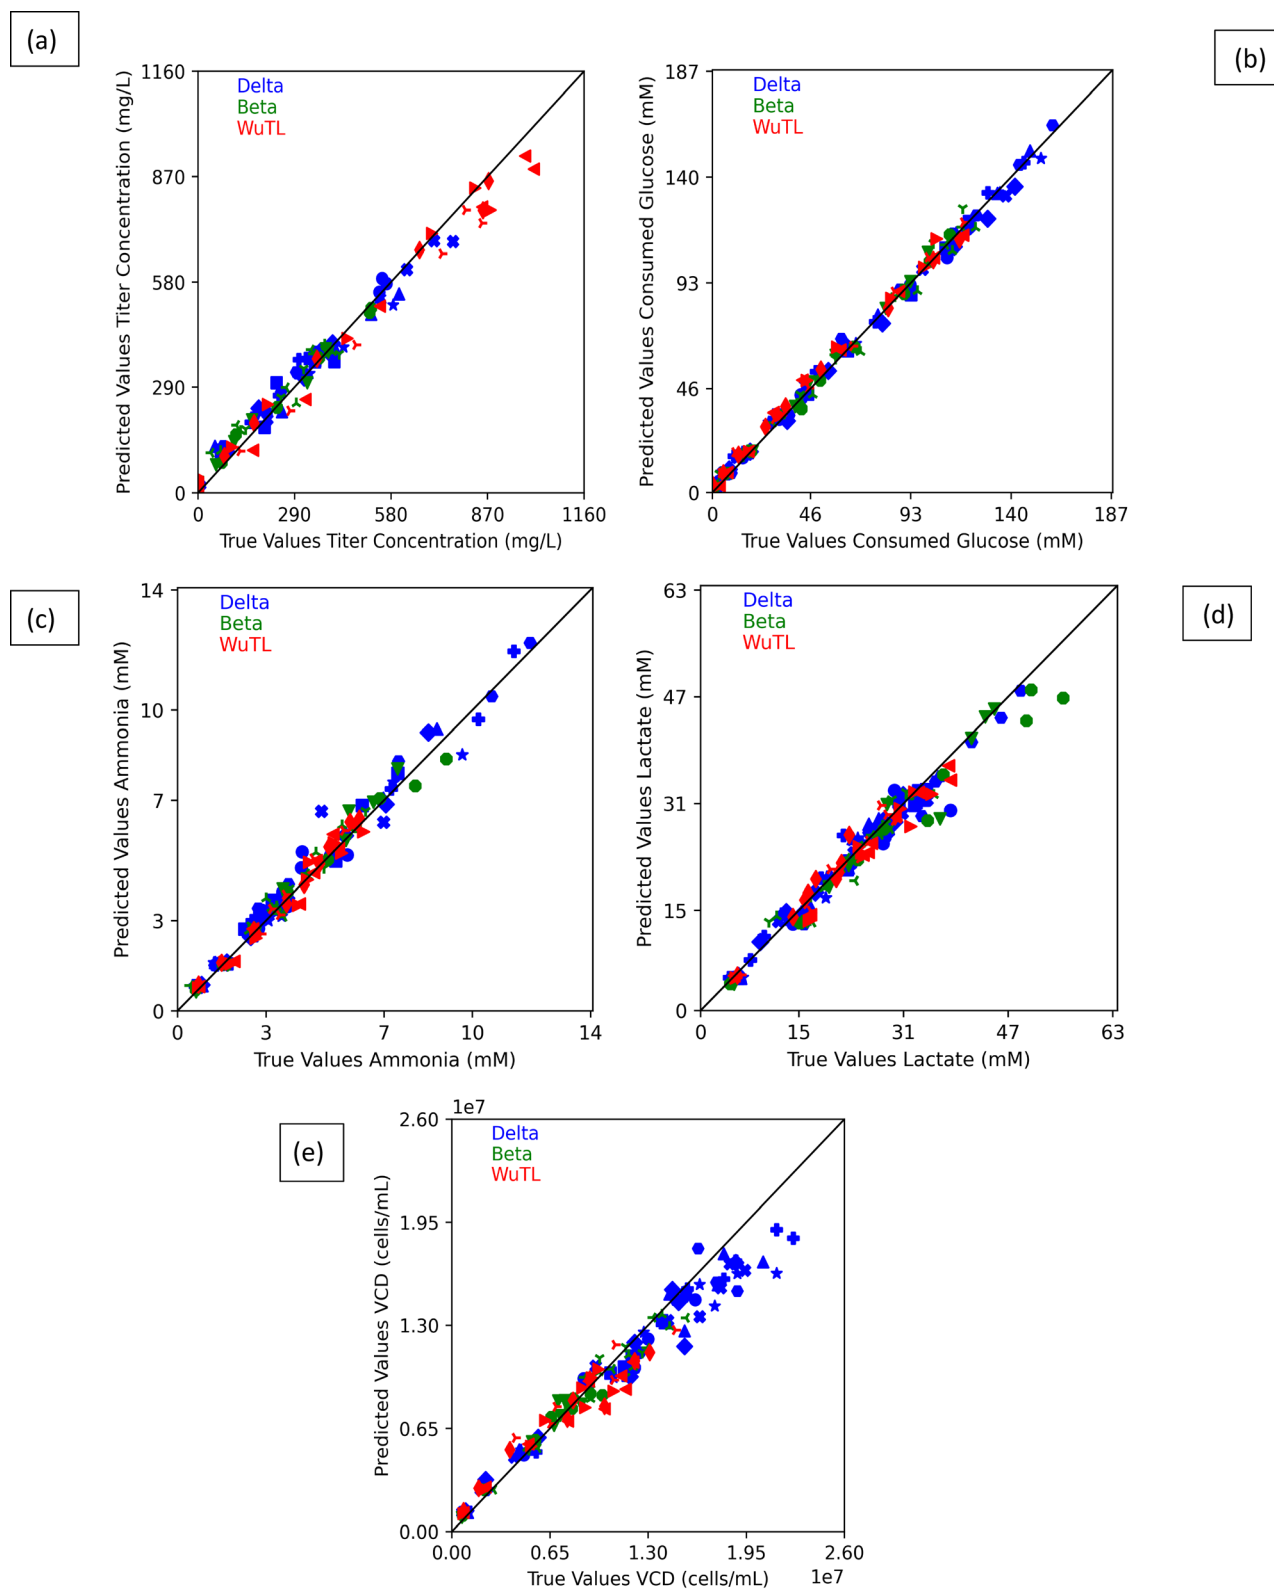 (a)
(b)
Delta
Beta
WuTL
1160
870
580
290
0
0
290
580
870
1160
Predicted Values Titer Concentration (mg/L)
True Values Titer Concentration (mg/L)
Delta
Beta
WuTL
187
140
93
46
0
0
46
93
140
187
Predicted Values Consumed Glucose (mM)
True Values Consumed Glucose (mM)
(c)
(d)
Delta
Beta
WuTL
14
10
7
3
0
0
3
7
10
14
Predicted Values Ammonia (mM)
True Values Ammonia (mM)
Delta
Beta
WuTL
63
47
31
15
0
0
15
31
47
63
Predicted Values Lactate (mM)
True Values Lactate (mM)
(e)
1e7
Delta
Beta
WuTL
2.60
1.95
1.30
0.65
0.00
0.00
0.65
1.30
1.95
2.60
Predicted Values VCD (cells/mL)
True Values VCD (cells/mL)
1e7